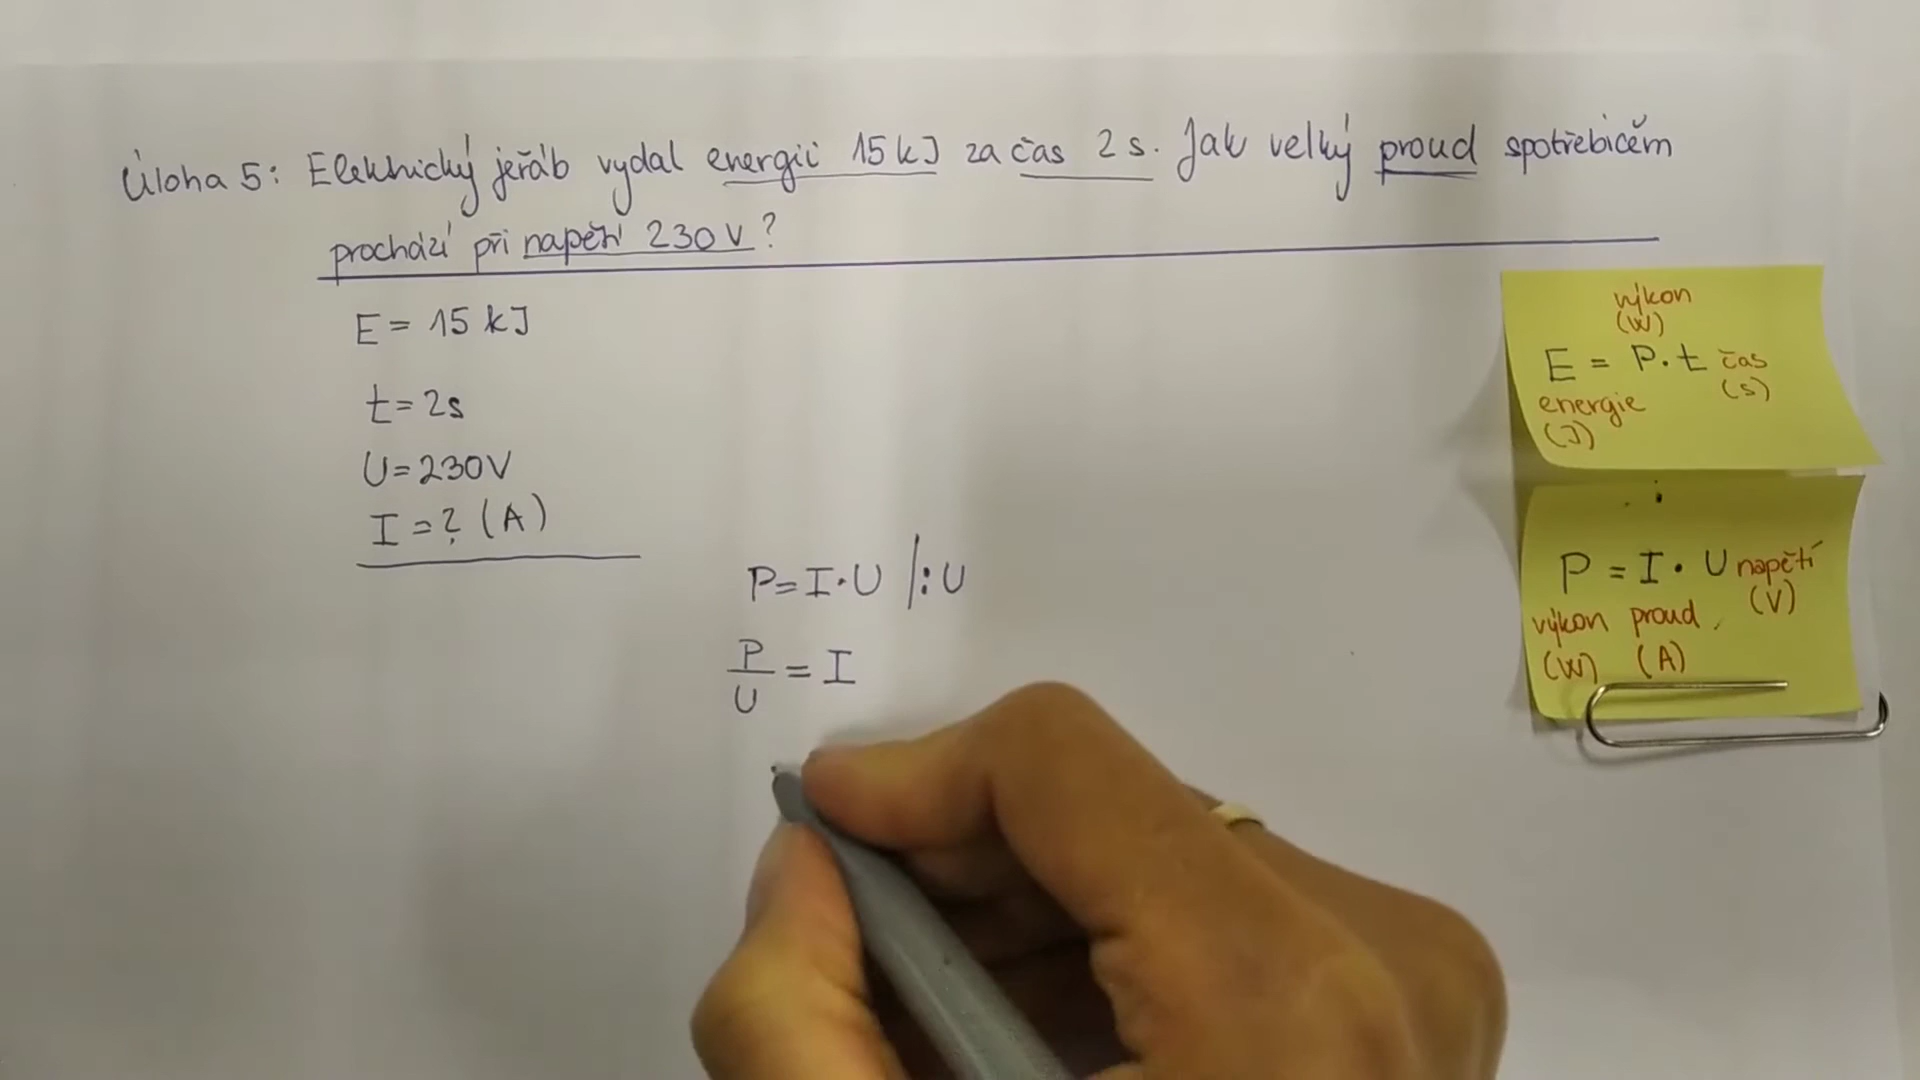 Úloha 5: Elektrický jeřáb vydal energii 15 kJ za čas 2 s. Jak velký proud spotřebičem
prochází při napětí 230 V?
E = 15 kJ
t = 2s
U = 230V
I = ? (A)
P = I · U /: U
P/U = I
výkon
(W)
E = P · t čas
(s)
energie
(J)
P = I · U napětí
(V)
výkon proud
(W) (A)